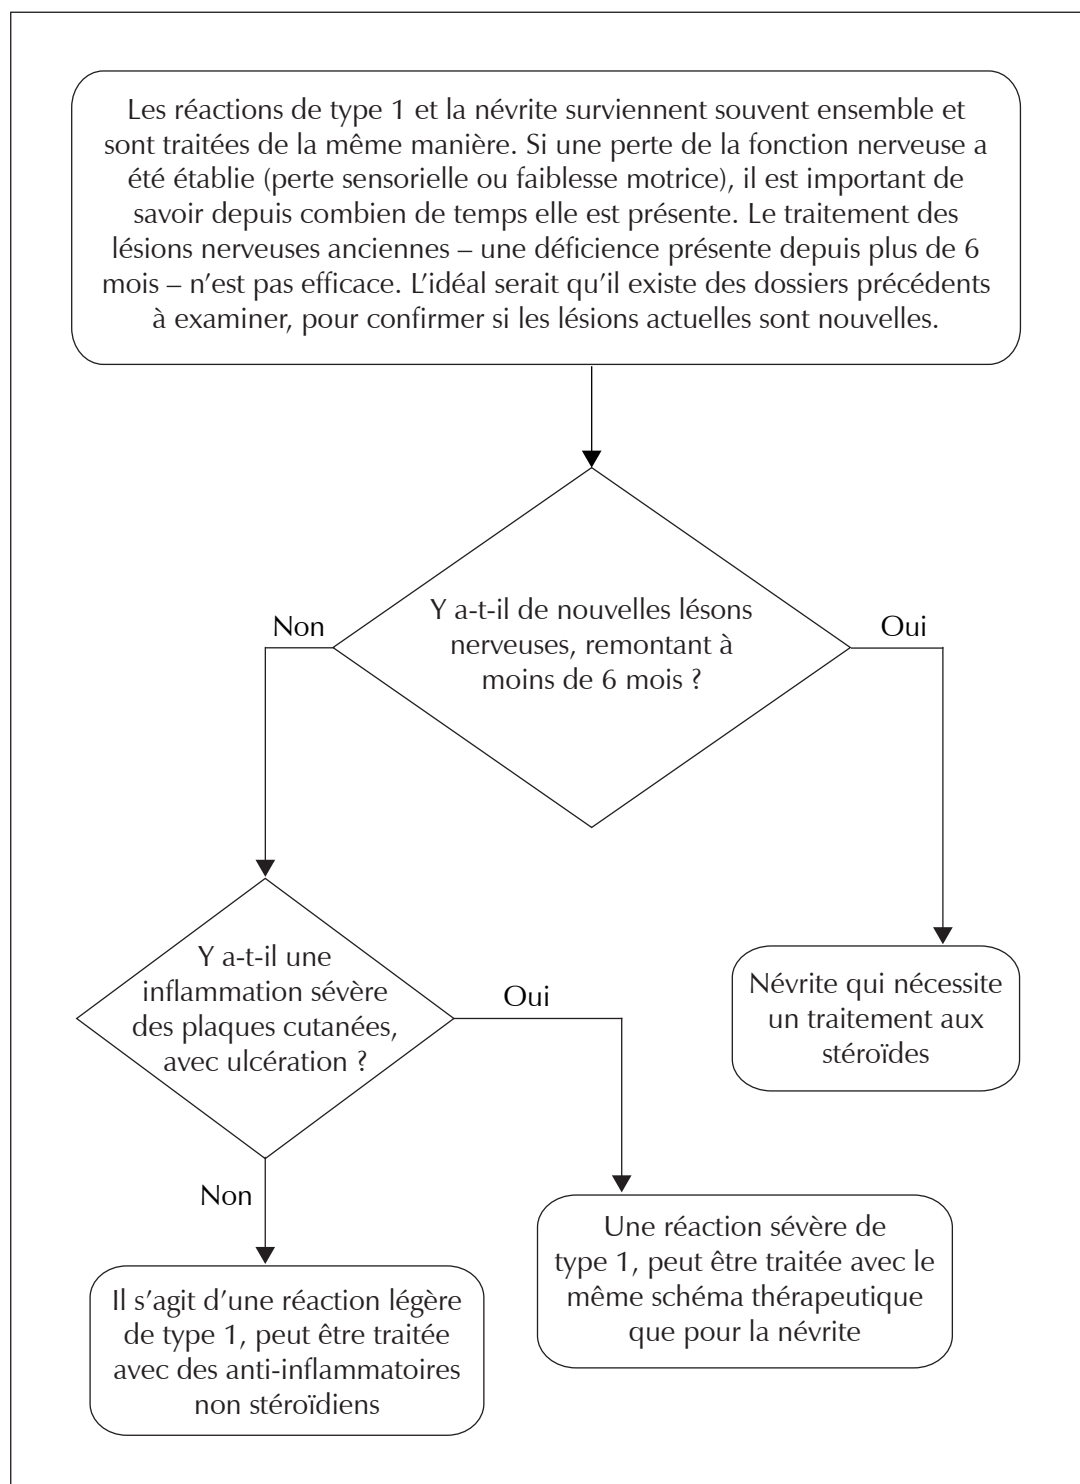 Les réactions de type 1 et la névrite surviennent souvent ensemble et
sont traitées de la même manière. Si une perte de la fonction nerveuse a
été établie (perte sensorielle ou faiblesse motrice), il est important de
savoir depuis combien de temps elle est présente. Le traitement des
lésions nerveuses anciennes – une déficience présente depuis plus de 6
mois – n’est pas efficace. L’idéal serait qu’il existe des dossiers précédents
à examiner, pour confirmer si les lésions actuelles sont nouvelles.
Y a-t-il de nouvelles lésons
nerveuses, remontant à
moins de 6 mois ?
Non
Oui
Y a-t-il une
inflammation sévère
des plaques cutanées,
avec ulcération ?
Oui
Névrite qui nécessite
un traitement aux
stéroïdes
Non
Une réaction sévère de
type 1, peut être traitée avec le
même schéma thérapeutique
que pour la névrite
Il s’agit d’une réaction légère
de type 1, peut être traitée
avec des anti-inflammatoires
non stéroïdiens